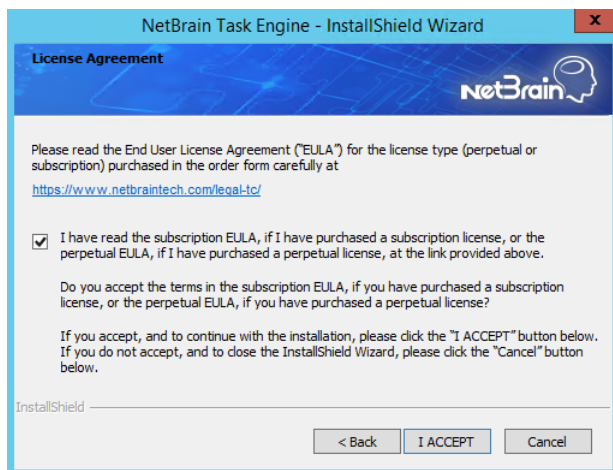 NetBrain Task Engine - InstallShield Wizard
x
License Agreement
NetBrain
Please read the End User License Agreement ("EULA") for the license type (perpetual or
subscription) purchased in the order form carefully at
https://www.netbraintech.com/legal-tc/
I have read the subscription EULA, if I have purchased a subscription license, or the
perpetual EULA, if I have purchased a perpetual license, at the link provided above.
Do you accept the terms in the subscription EULA, if you have purchased a subscription
license, or the perpetual EULA, if you have purchased a perpetual license?
If you accept, and to continue with the installation, please click the "I ACCEPT" button below.
If you do not accept, and to close the InstallShield Wizard, please click the "Cancel" button
below.
InstallShield
< Back I ACCEPT Cancel